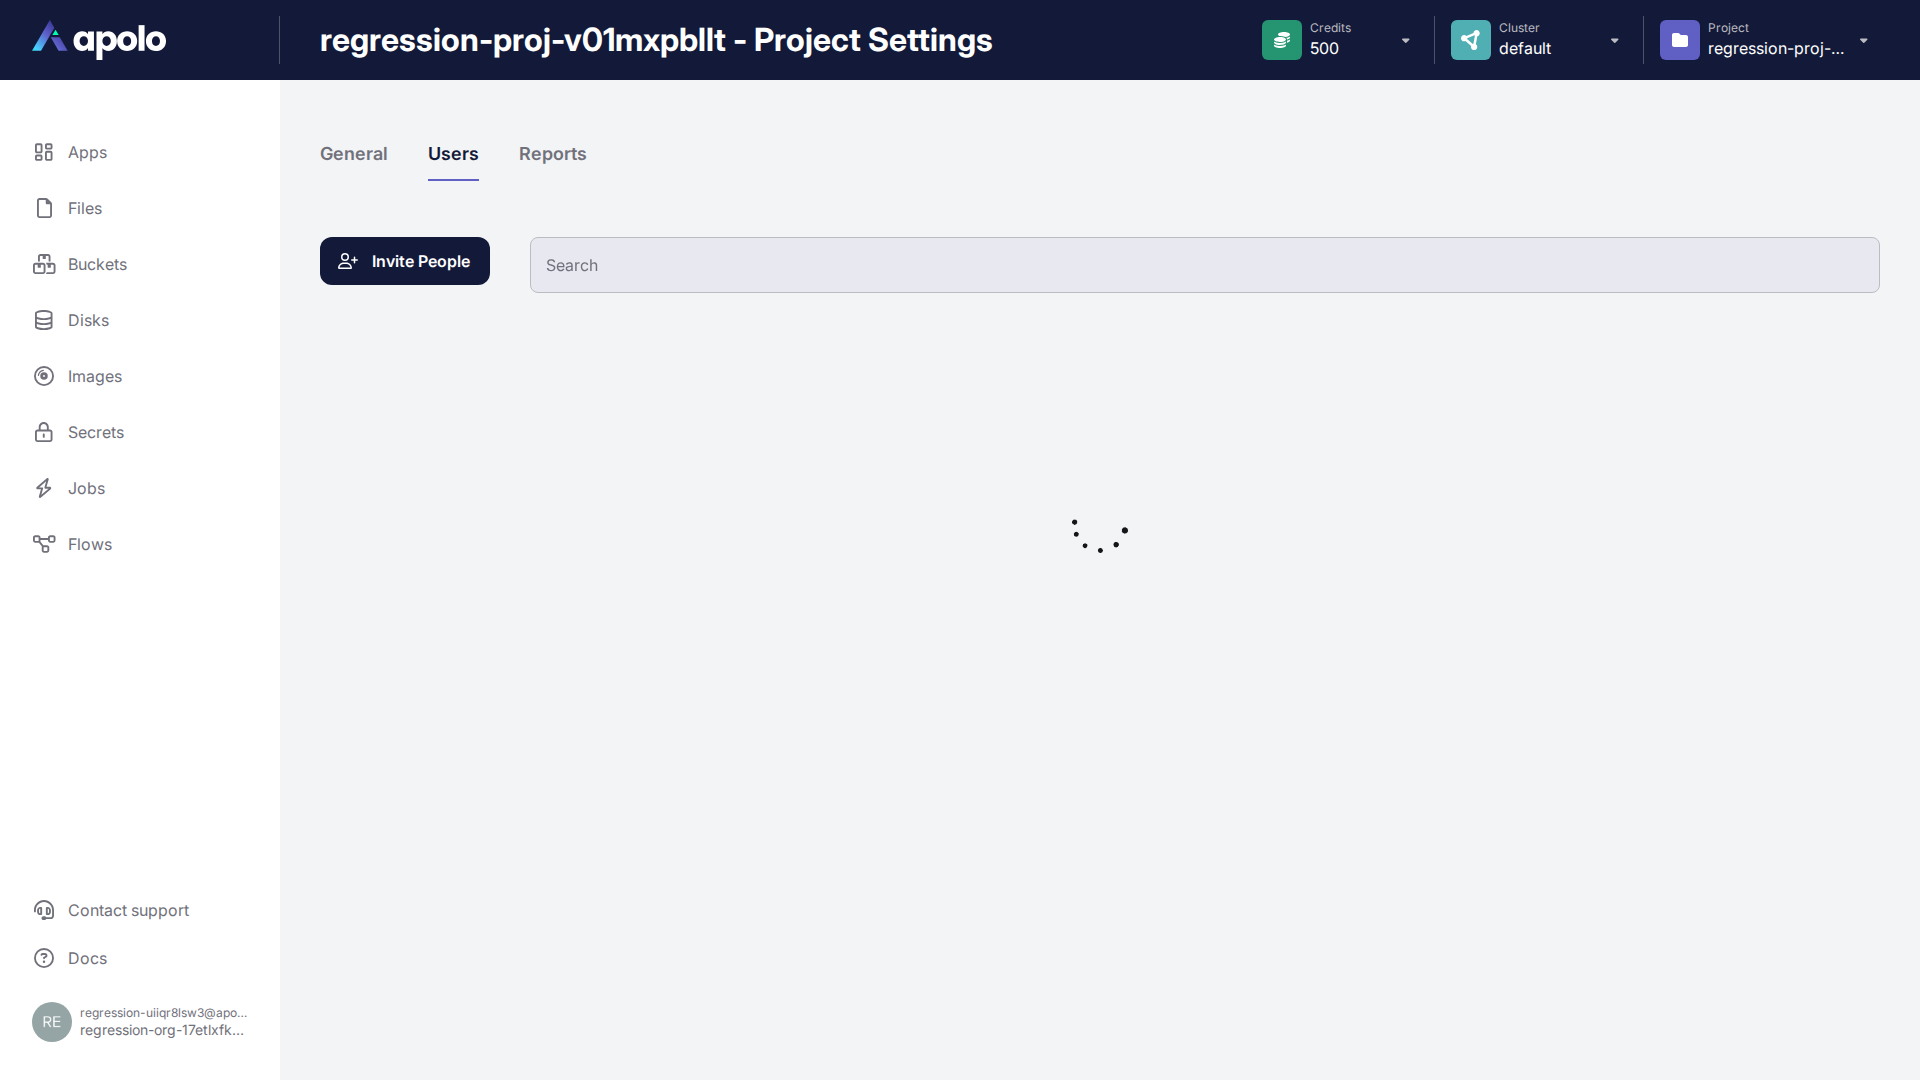 apolo
regression-proj-v01mxpbllt - Project Settings
Credits
500
Cluster
default
Project
regression-proj-...
Apps
Files
Buckets
Disks
Images
Secrets
Jobs
Flows
General
Users
Reports
Invite People
Search
Contact support
Docs
RE
regression-uiiqr8lsw3@apo...
regression-org-17etlxfk...